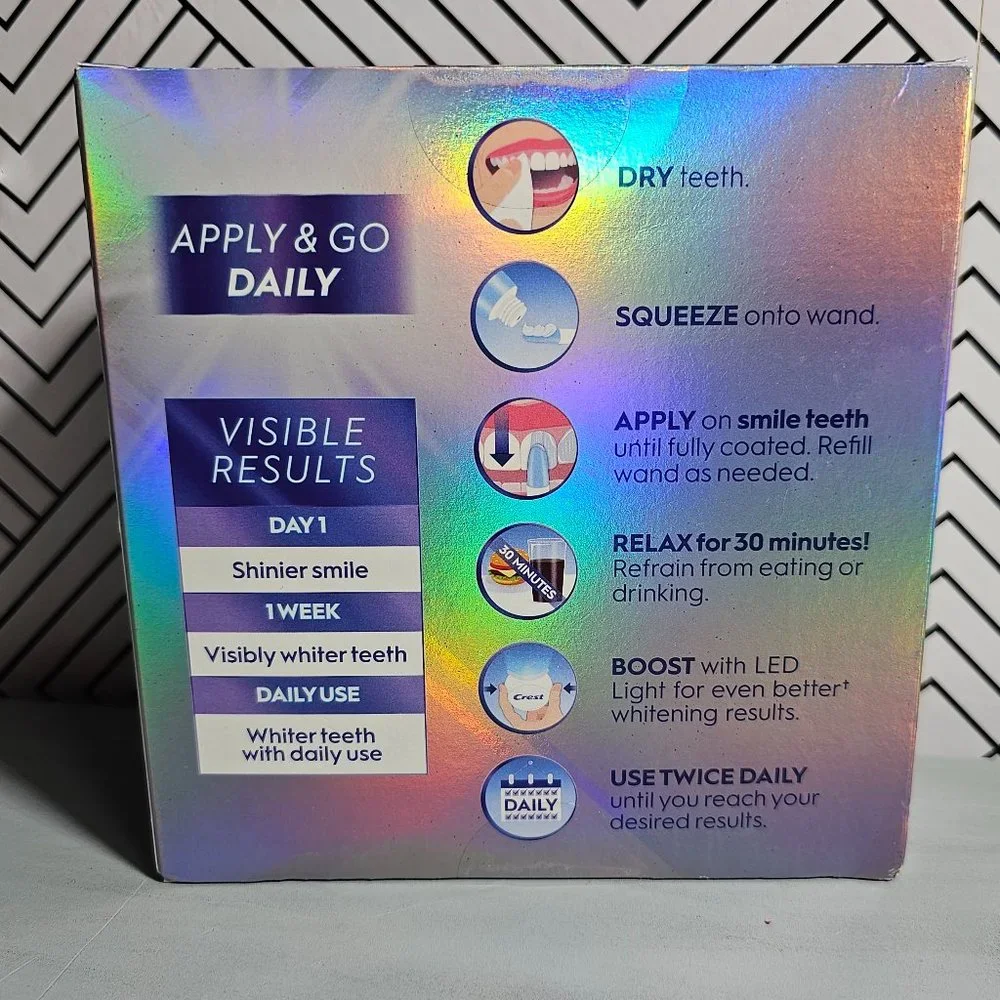 APPLY & GO
DAILY
VISIBLE
RESULTS
DAY 1
Shinier smile
1 WEEK
Visibly whiter teeth
DAILY USE
Whiter teeth
with daily use
DRY teeth.
SQUEEZE onto wand.
APPLY on smile teeth
until fully coated. Refill
wand as needed.
30 MINUTES
RELAX for 30 minutes!
Refrain from eating or
drinking.
Crest
BOOST with LED
Light for even better†
whitening results.
DAILY
USE TWICE DAILY
until you reach your
desired results.